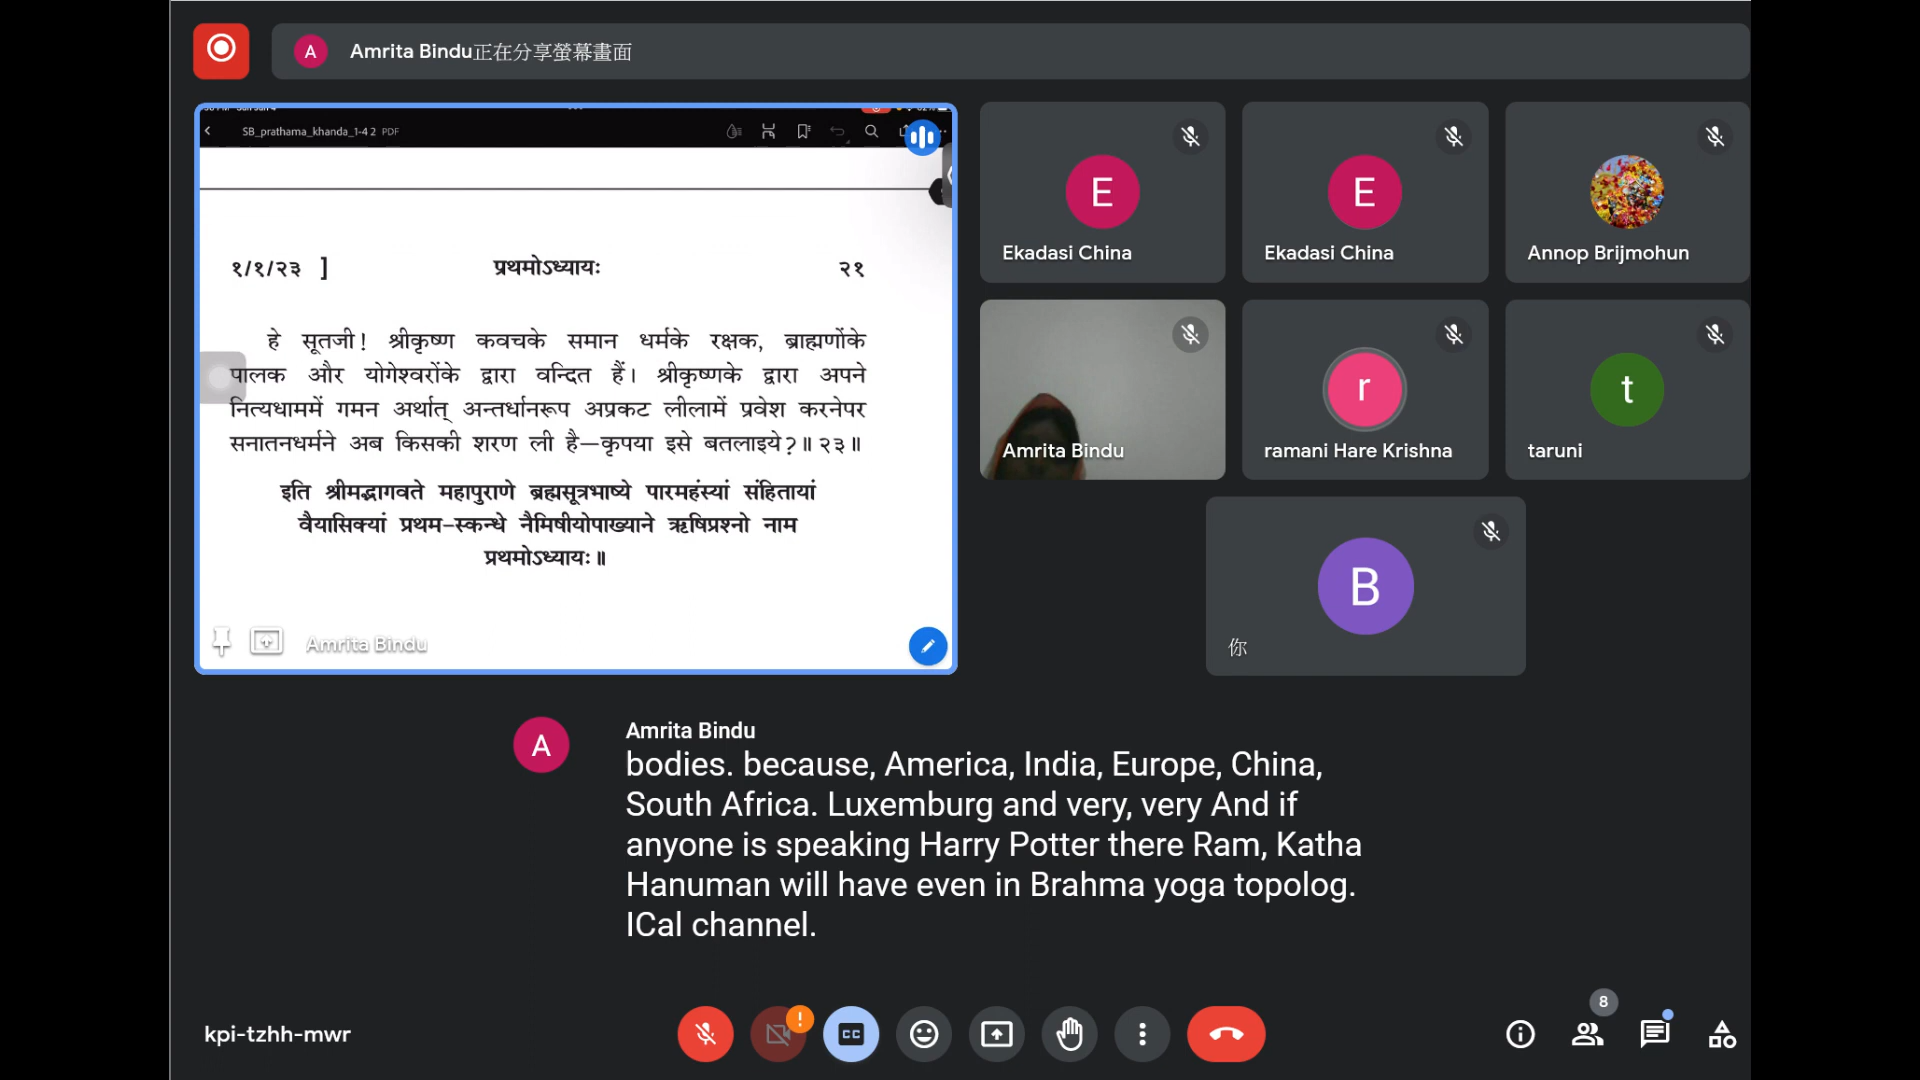 Amrita Bindu正在分享螢幕畫面
SB_prathama_khanda_1-4 2 PDF
१/१/२३ ] प्रथमोऽध्यायः २१
हे सूतजी! श्रीकृष्ण कवचके समान धर्मके रक्षक, ब्राह्मणोंके
पालक और योगेश्वरोंके द्वारा वन्दित हैं। श्रीकृष्णके द्वारा अपने
नित्यधाममें गमन अर्थात् अन्तर्धानरूप अप्रकट लीलामें प्रवेश करनेपर
सनातनधर्मने अब किसकी शरण ली है—कृपया इसे बतलाइये?॥ २३॥
इति श्रीमद्भागवते महापुराणे ब्रह्मसूत्रभाष्ये पारमहंस्यां संहितायां
वैयासिक्यां प्रथम-स्कन्धे नैमिषीयोपाख्याने ऋषिप्रश्नो नाम
प्रथमोऽध्यायः॥
Amrita Bindu
E
Ekadasi China
E
Ekadasi China
Annop Brijmohun
Amrita Bindu
r
ramani Hare Krishna
t
taruni
B
你
A
Amrita Bindu
bodies. because, America, India, Europe, China,
South Africa. Luxemburg and very, very And if
anyone is speaking Harry Potter there Ram, Katha
Hanuman will have even in Brahma yoga topolog.
ICal channel.
kpi-tzhh-mwr
CC
8